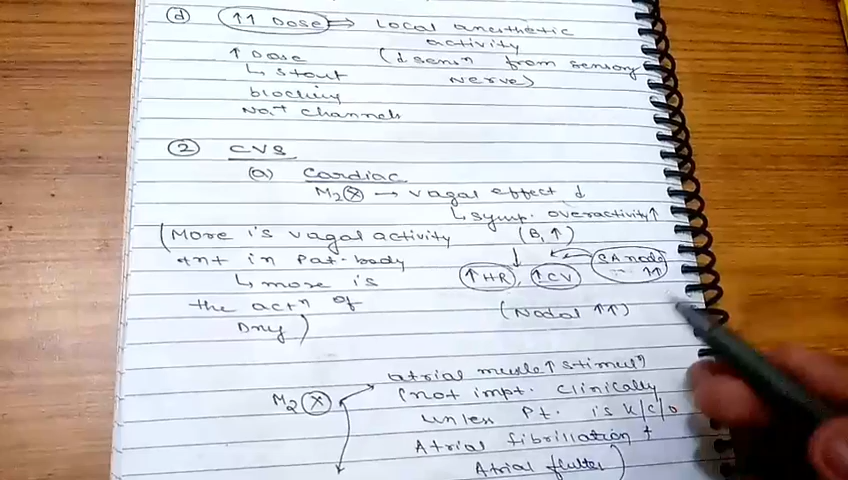 (d) ↑↑ Dose ⇒ Local anesthetic activity
(↓ sensn from sensory nerve)
↑ Dose
↳ start
blocking
Na+ channels
(2) CVS
(a) Cardiac
M2 (X) → vagal effect ↓
↳ symp. overactivity ↑
(B1 ↑)
↑HR, ↑CV
SA node ↑↑
(Nodal ↑↑)
(More is vagal activity
tnt in Pat. body
↳ more is
the actn of
Drug)
M2 (X)
atrial muscle ↑ stimuln
(not impt. clinically
unless Pt. is k/c/o
Atrial fibrillation +
Atrial flutter)